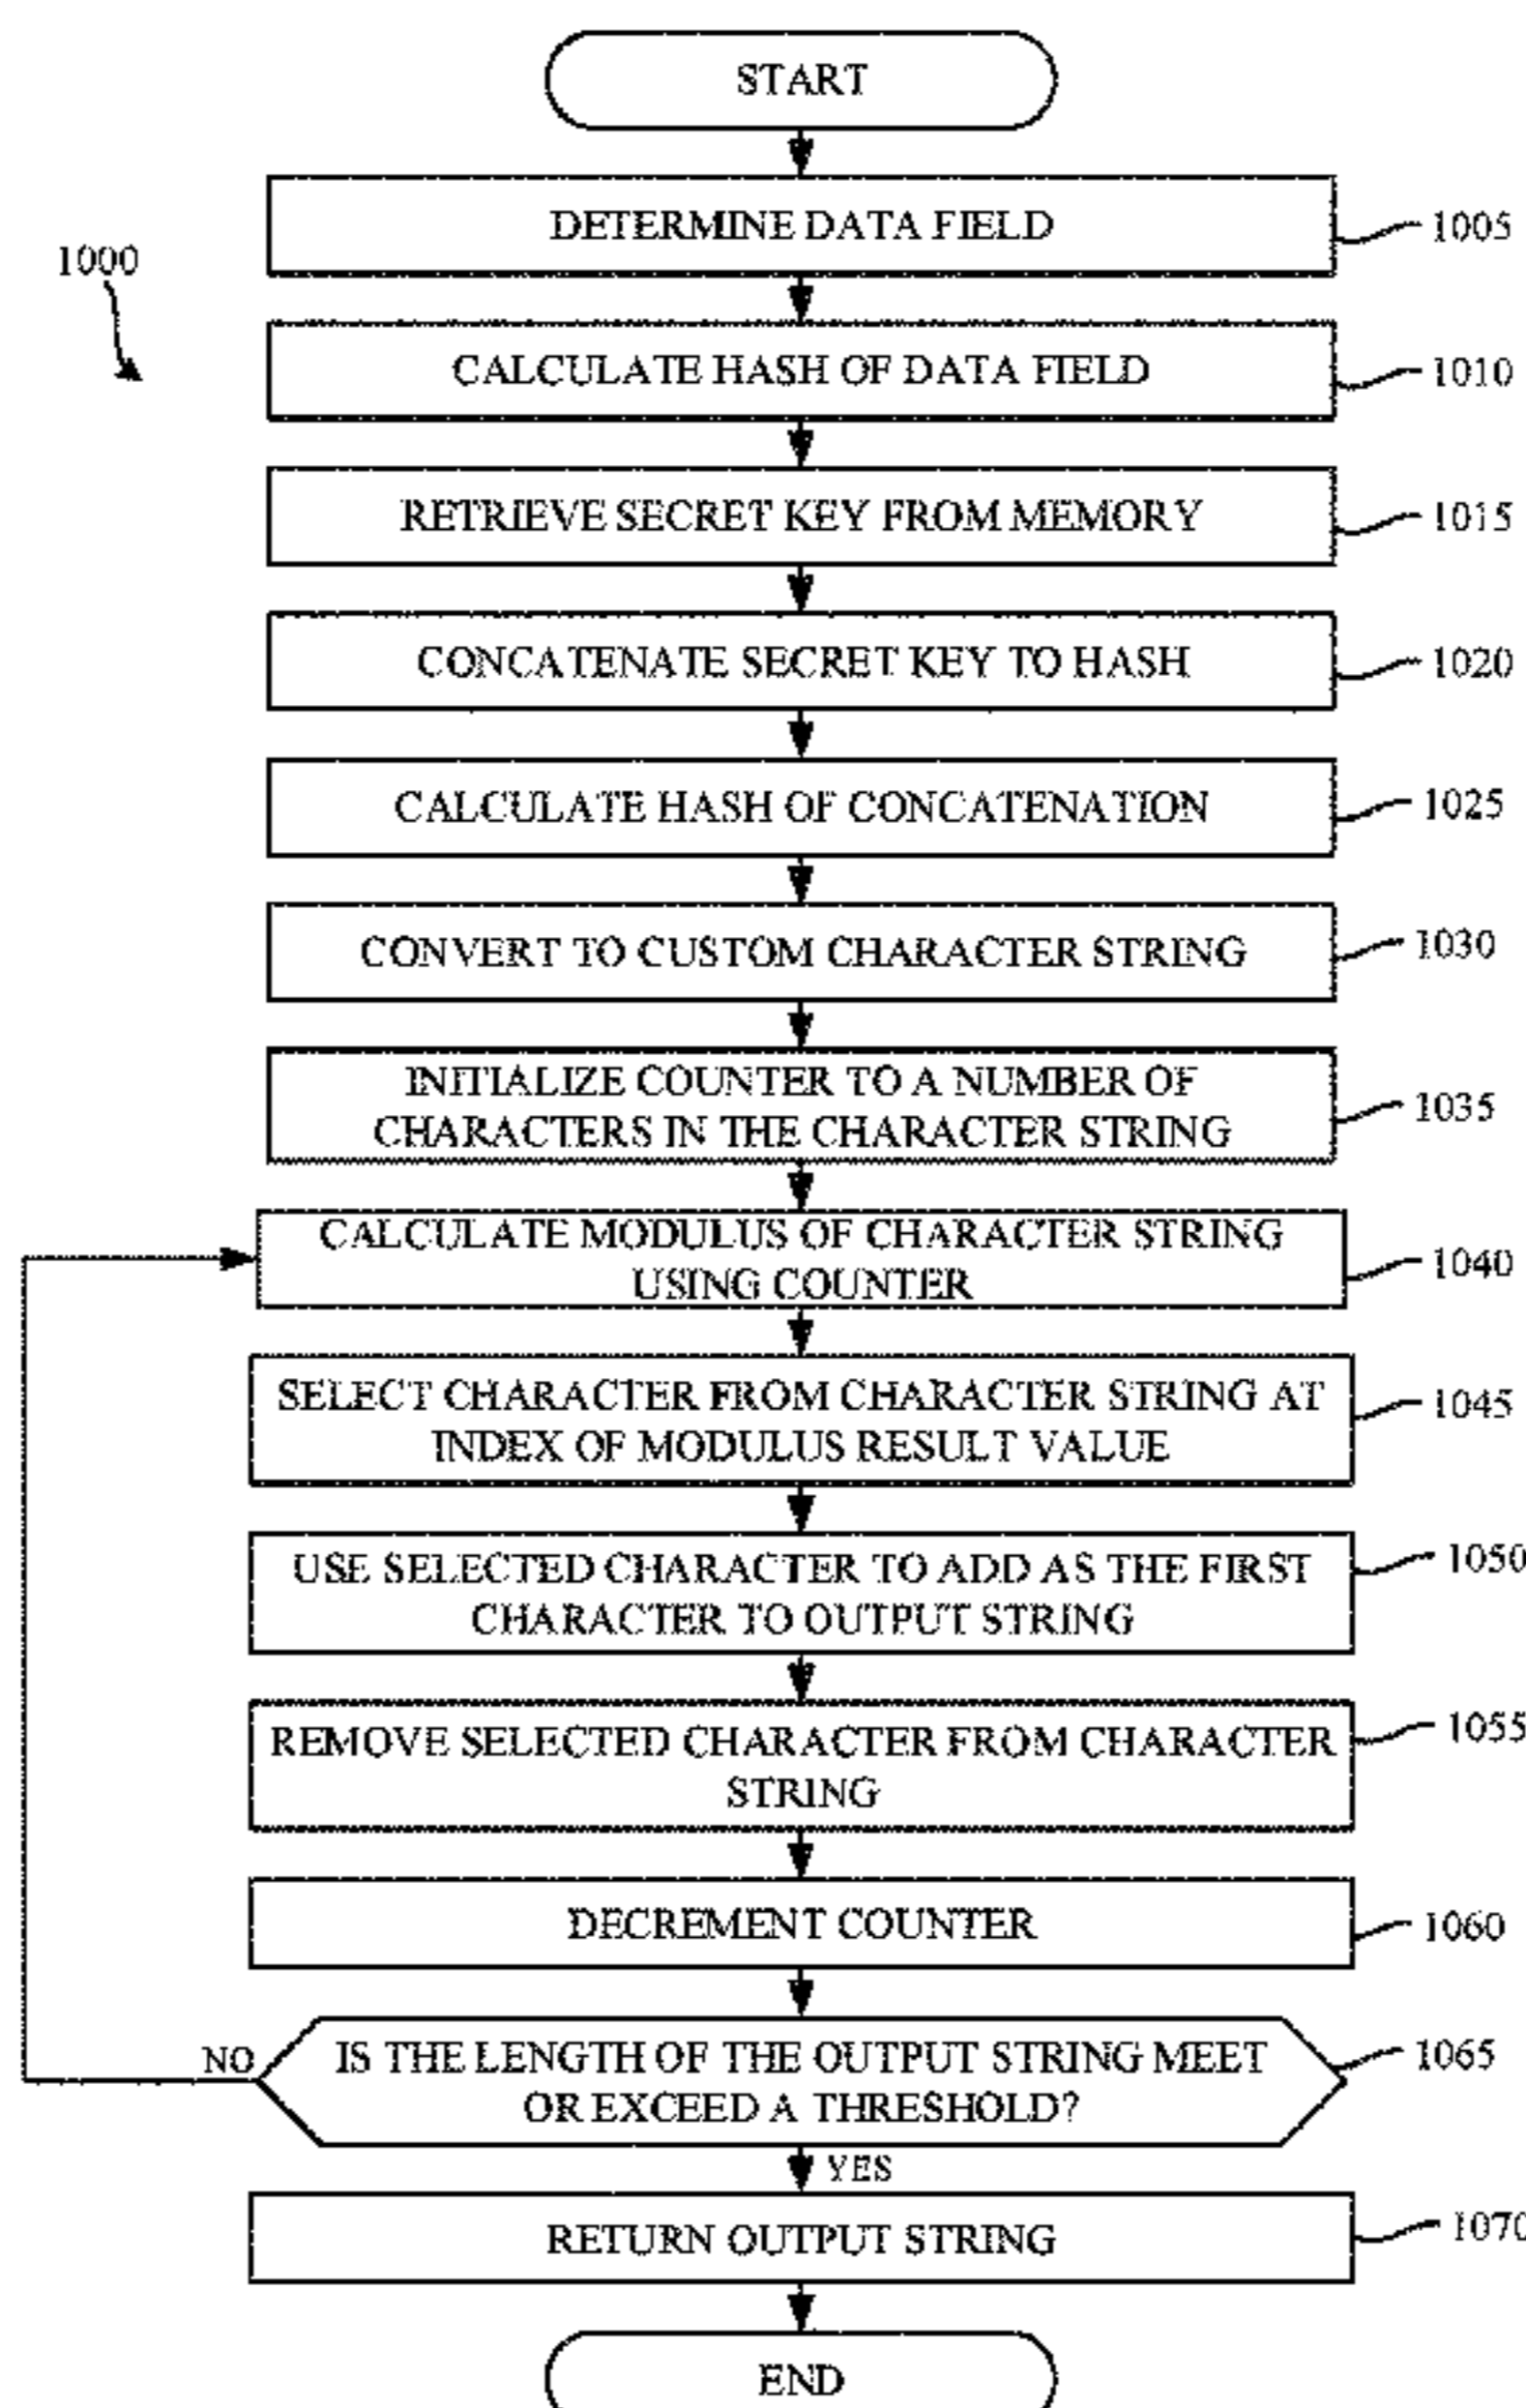 START
DETERMINE DATA FIELD
1005
1000
CALCULATE HASH OF DATA FIELD
1010
RETRIEVE SECRET KEY FROM MEMORY
1015
CONCATENATE SECRET KEY TO HASH
1020
CALCULATE HASH OF CONCATENATION
1025
CONVERT TO CUSTOM CHARACTER STRING
1030
INITIALIZE COUNTER TO A NUMBER OF
CHARACTERS IN THE CHARACTER STRING
1035
CALCULATE MODULUS OF CHARACTER STRING
USING COUNTER
1040
SELECT CHARACTER FROM CHARACTER STRING AT
INDEX OF MODULUS RESULT VALUE
1045
USE SELECTED CHARACTER TO ADD AS THE FIRST
CHARACTER TO OUTPUT STRING
1050
REMOVE SELECTED CHARACTER FROM CHARACTER
STRING
1055
DECREMENT COUNTER
1060
NO
IS THE LENGTH OF THE OUTPUT STRING MEET
OR EXCEED A THRESHOLD?
1065
YES
RETURN OUTPUT STRING
1070
END